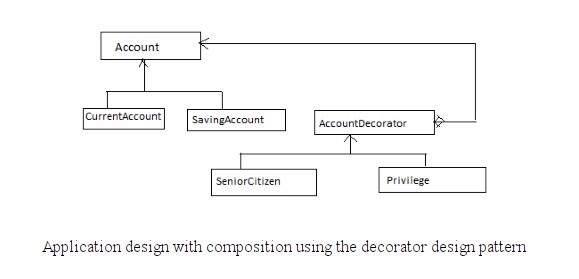 Account
CurrentAccount
SavingAccount
AccountDecorator
SeniorCitizen
Privilege
Application design with composition using the decorator design pattern